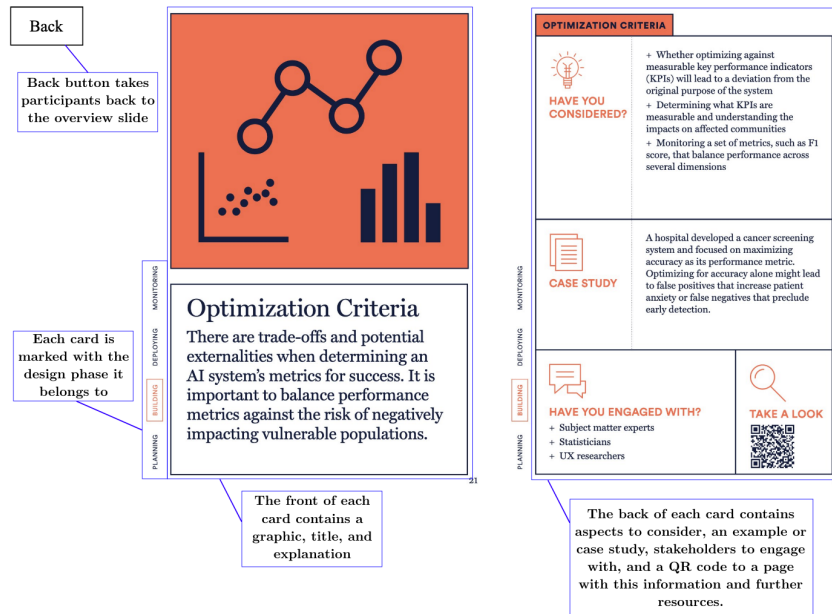 Back
Back button takes
participants back to
the overview slide
MONITORING
DEPLOYING
BUILDING
PLANNING
Each card is
marked with the
design phase it
belongs to
Optimization Criteria
There are trade-offs and potential
externalities when determining an
AI system's metrics for success. It is
important to balance performance
metrics against the risk of negatively
impacting vulnerable populations.
21
The front of each
card contains a
graphic, title, and
explanation
OPTIMIZATION CRITERIA
HAVE YOU
CONSIDERED?
+ Whether optimizing against
measurable key performance indicators
(KPIs) will lead to a deviation from the
original purpose of the system
+ Determining what KPIs are
measurable and understanding the
impacts on affected communities
+ Monitoring a set of metrics, such as F1
score, that balance performance across
several dimensions
CASE STUDY
A hospital developed a cancer screening
system and focused on maximizing
accuracy as its performance metric.
Optimizing for accuracy alone might lead
to false positives that increase patient
anxiety or false negatives that preclude
early detection.
MONITORING
DEPLOYING
BUILDING
PLANNING
HAVE YOU ENGAGED WITH?
+ Subject matter experts
+ Statisticians
+ UX researchers
TAKE A LOOK
The back of each card contains
aspects to consider, an example or
case study, stakeholders to engage
with, and a QR code to a page
with this information and further
resources.